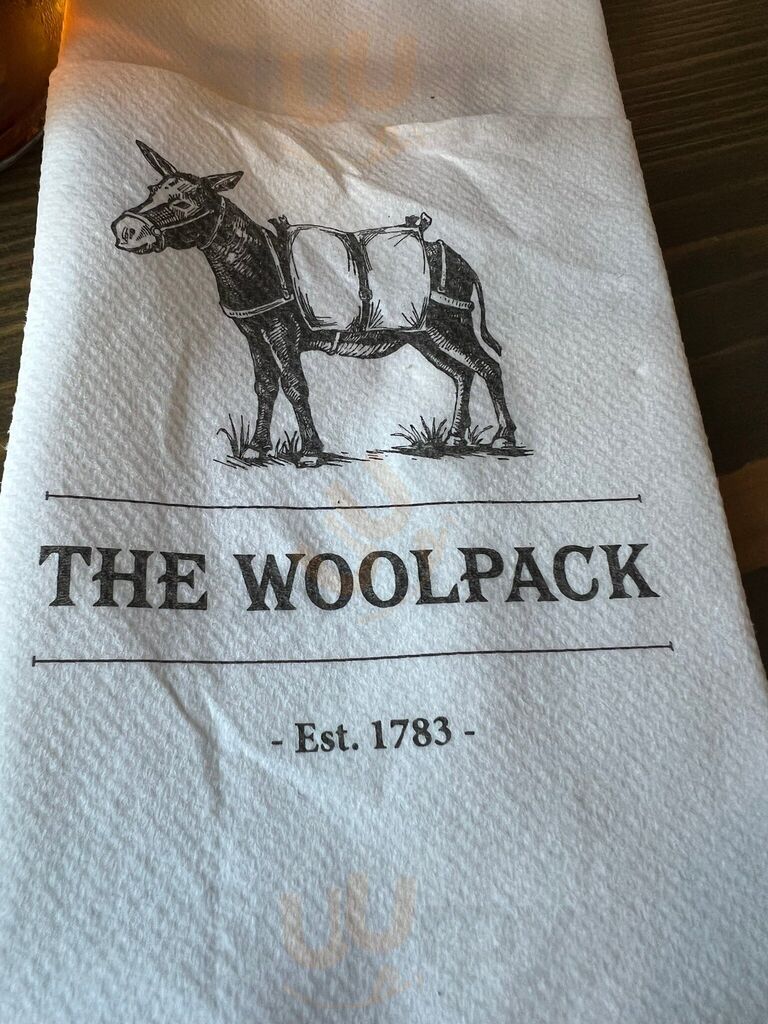 THE WOOLPACK
- Est. 1783 -